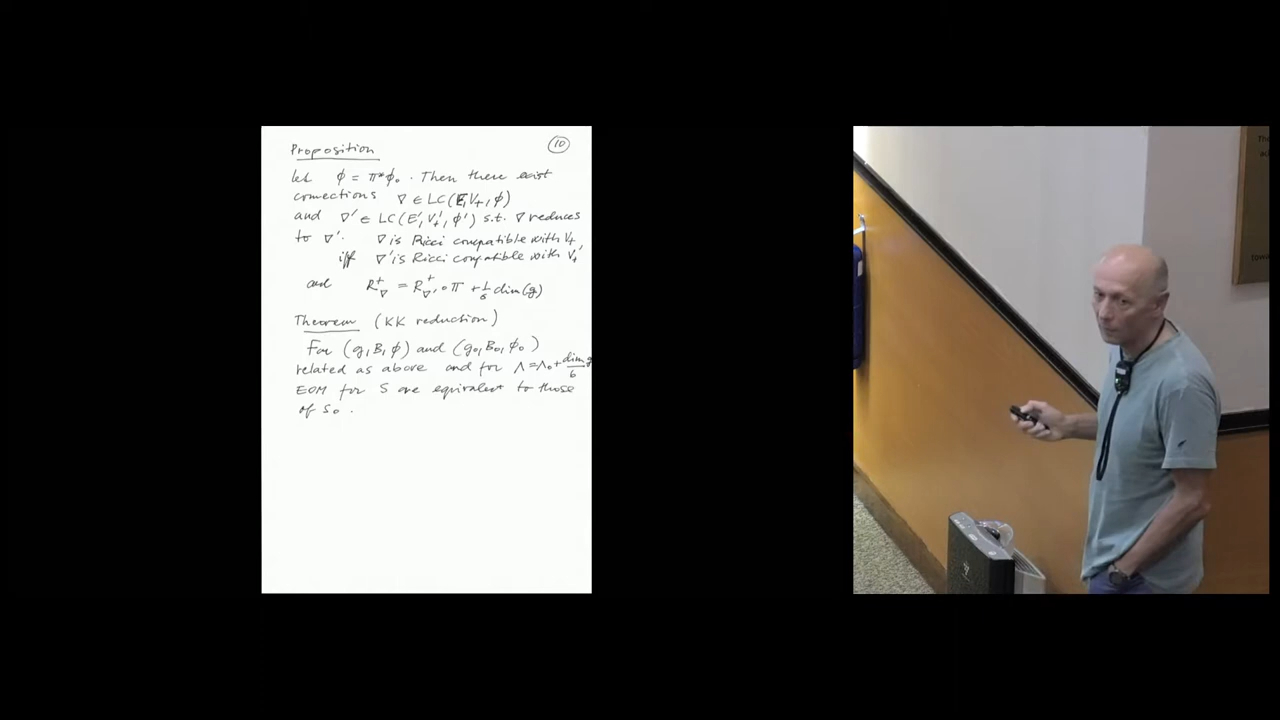 Proposition
10
Let ϕ = π*ϕ₀. Then there exist
connections ∇ ∈ LC(E, V₊, ϕ)
and ∇' ∈ LC(E', V'₊, ϕ') s.t. ∇ reduces
to ∇'. ∇ is Ricci compatible with V₊,
iff ∇' is Ricci compatible with V'₊
and R⁺_∇ = R⁺_∇' ∘ π + 1/6 dim(g)
Theorem (KK reduction)
For (g, B, ϕ) and (g₀, B₀, ϕ₀)
related as above and for Λ = Λ₀ + dim g/6
EOM for S are equivalent to those
of S₀.